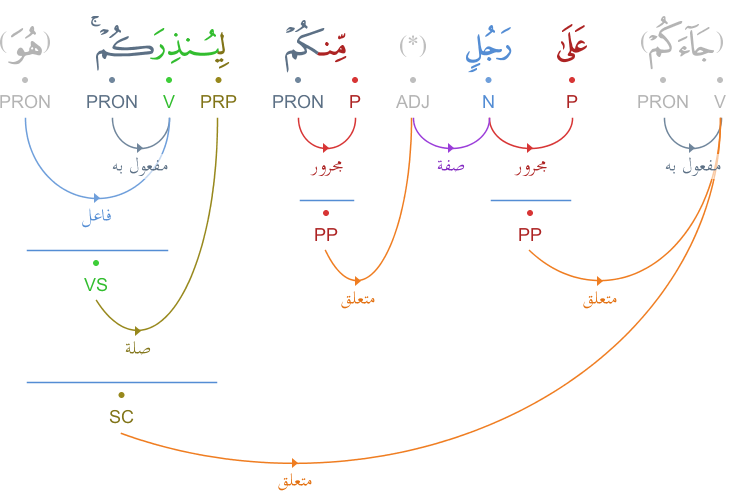 (جَآءَكُمْ) عَلَىٰ رَجُلٍ (*) مِّنكُمْ لِيُنذِرَكُمْ ۚ (هُوَ)
V PRON P N ADJ P PRON PRP V PRON PRON
مفعول به مجرور صفة مجرور مفعول به
فاعل
PP PP
VS
متعلق متعلق
صلة
SC
متعلق